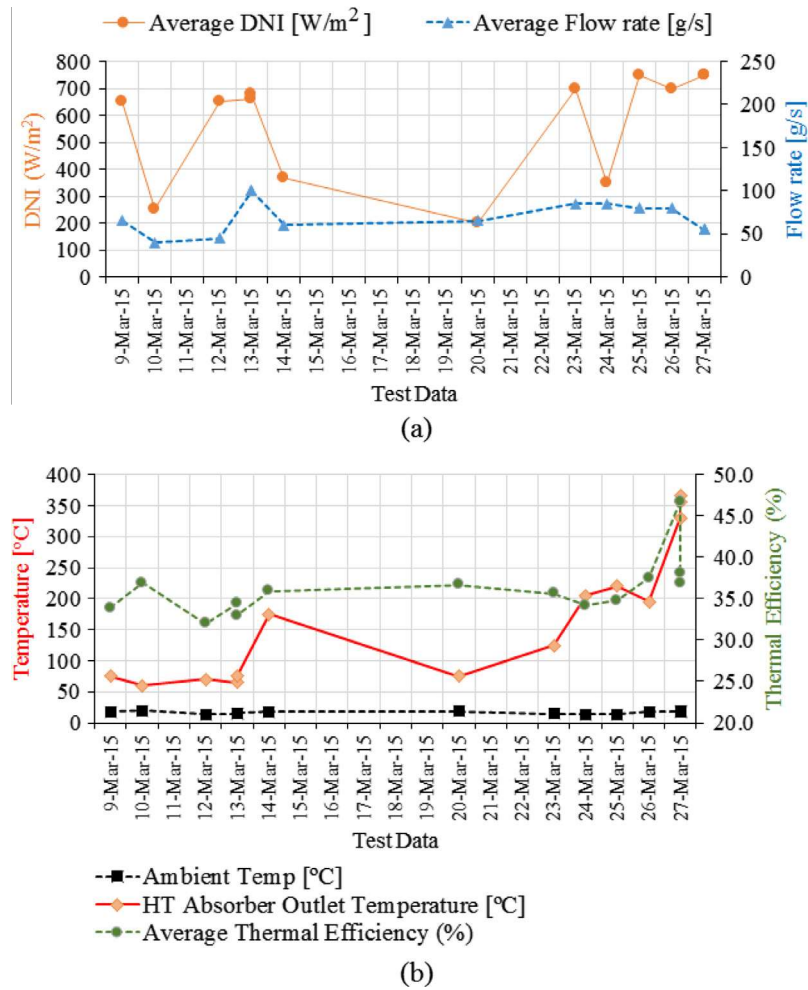 Average DNI [W/m²] Average Flow rate [g/s]
800
700
600
500
400
300
200
100
0
DNI (W/m²)
250
200
150
100
50
0
Flow rate [g/s]
9-Mar-15
10-Mar-15
11-Mar-15
12-Mar-15
13-Mar-15
14-Mar-15
15-Mar-15
16-Mar-15
17-Mar-15
18-Mar-15
19-Mar-15
20-Mar-15
21-Mar-15
22-Mar-15
23-Mar-15
24-Mar-15
25-Mar-15
26-Mar-15
27-Mar-15
Test Data
(a)
400
350
300
250
200
150
100
50
0
Temperature [ºC]
50.0
45.0
40.0
35.0
30.0
25.0
20.0
Thermal Efficiency (%)
9-Mar-15
10-Mar-15
11-Mar-15
12-Mar-15
13-Mar-15
14-Mar-15
15-Mar-15
16-Mar-15
17-Mar-15
18-Mar-15
19-Mar-15
20-Mar-15
21-Mar-15
22-Mar-15
23-Mar-15
24-Mar-15
25-Mar-15
26-Mar-15
27-Mar-15
Test Data
Ambient Temp [ºC]
HT Absorber Outlet Temperature [ºC]
Average Thermal Efficiency (%)
(b)